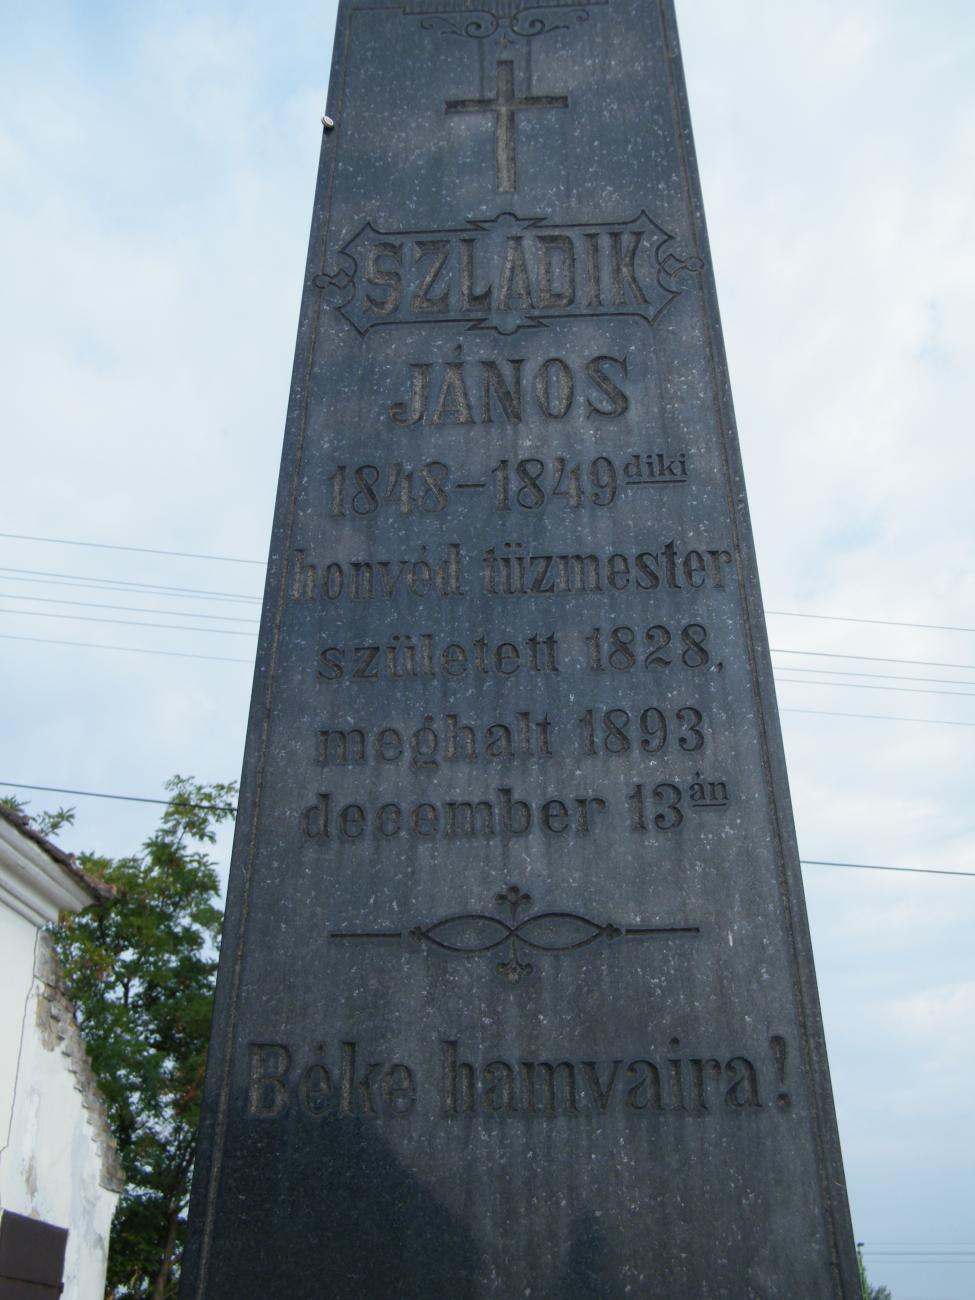 SZLADIK
JÁNOS
1848-1849diki
honvéd tüzmester
született 1828.,
meghalt 1893
december 13án
Béke hamvaira!